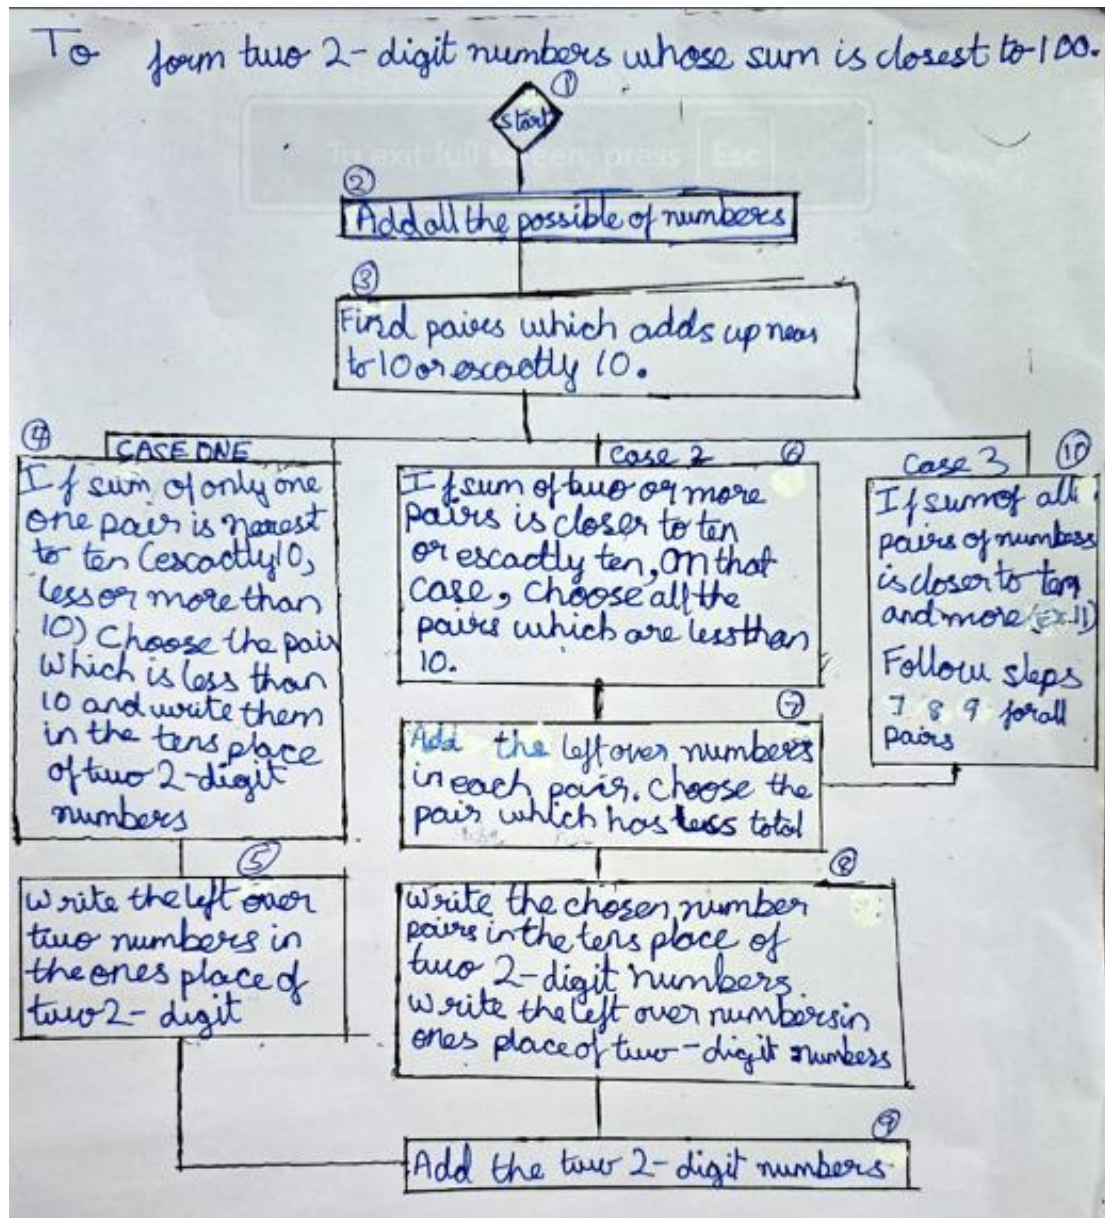 To form two 2-digit numbers whose sum is closest to 100.
①
Start
②
Add all the possible of numbers
③
Find pairs which adds up near
to 10 or escactly 10.
④
CASE ONE
If sum of only one
one pair is nerest
to ten (escactly 10,
less or more than
10) Choose the pair
which is less than
10 and write them
in the tens place
of two 2-digit
numbers
⑤
Write the left over
two numbers in
the ones place of
two 2-digit
Case 2
⑥
If sum of two or more
pairs is closer to ten
or escactly ten, On that
case, Choose all the
pairs which are less than
10.
⑦
Add the left over numbers
in each pair. Choose the
pair which has less total
⑧
Write the chosen number
pairs in the tens place of
two 2-digit numbers
Write the left over numbers in
ones place of two-digit numbers
⑨
Add the two 2-digit numbers
Case 3
⑩
If sum of all
pairs of numbers
is closer to ten
and more (Ex. 11)
Follow steps
7 8 9 for all
pairs
To exit full screen, press Esc